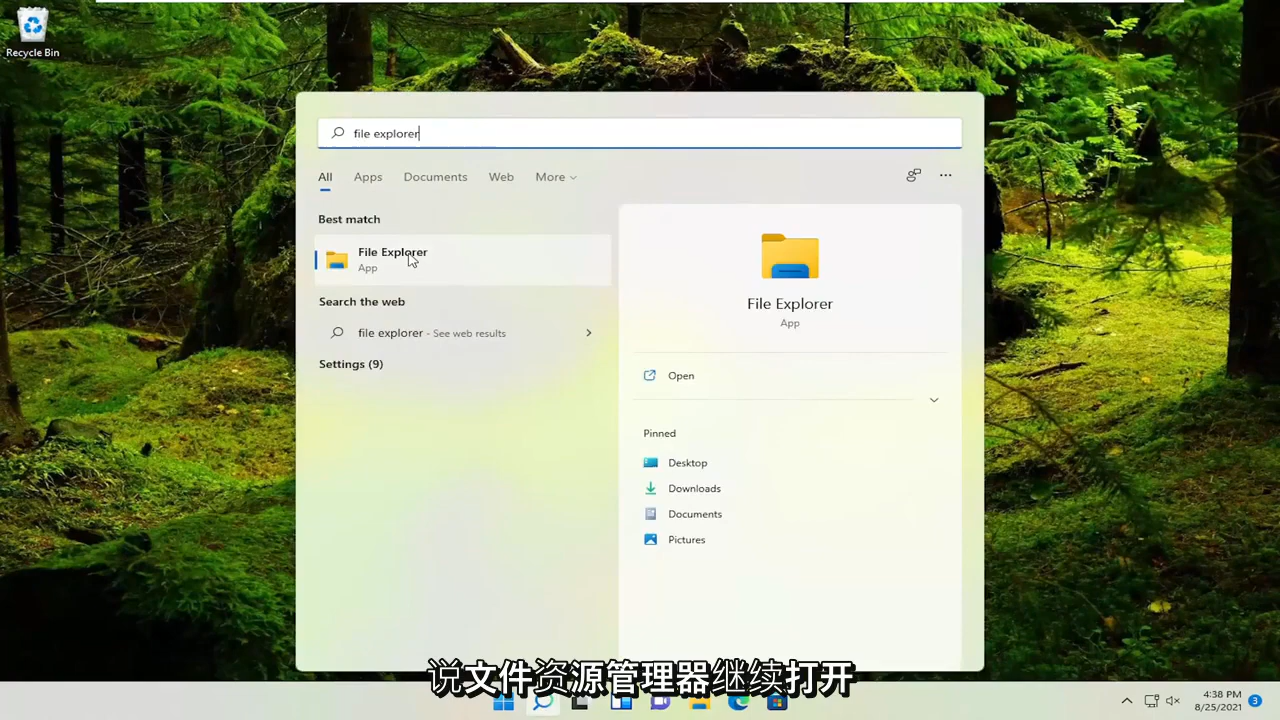 Recycle Bin
file explorer
All Apps Documents Web More
Best match
File Explorer
App
Search the web
file explorer - See web results
Settings (9)
File Explorer
App
Open
Pinned
Desktop
Downloads
Documents
Pictures
说文件资源管理器继续打开
4:38 PM
8/25/2021
3